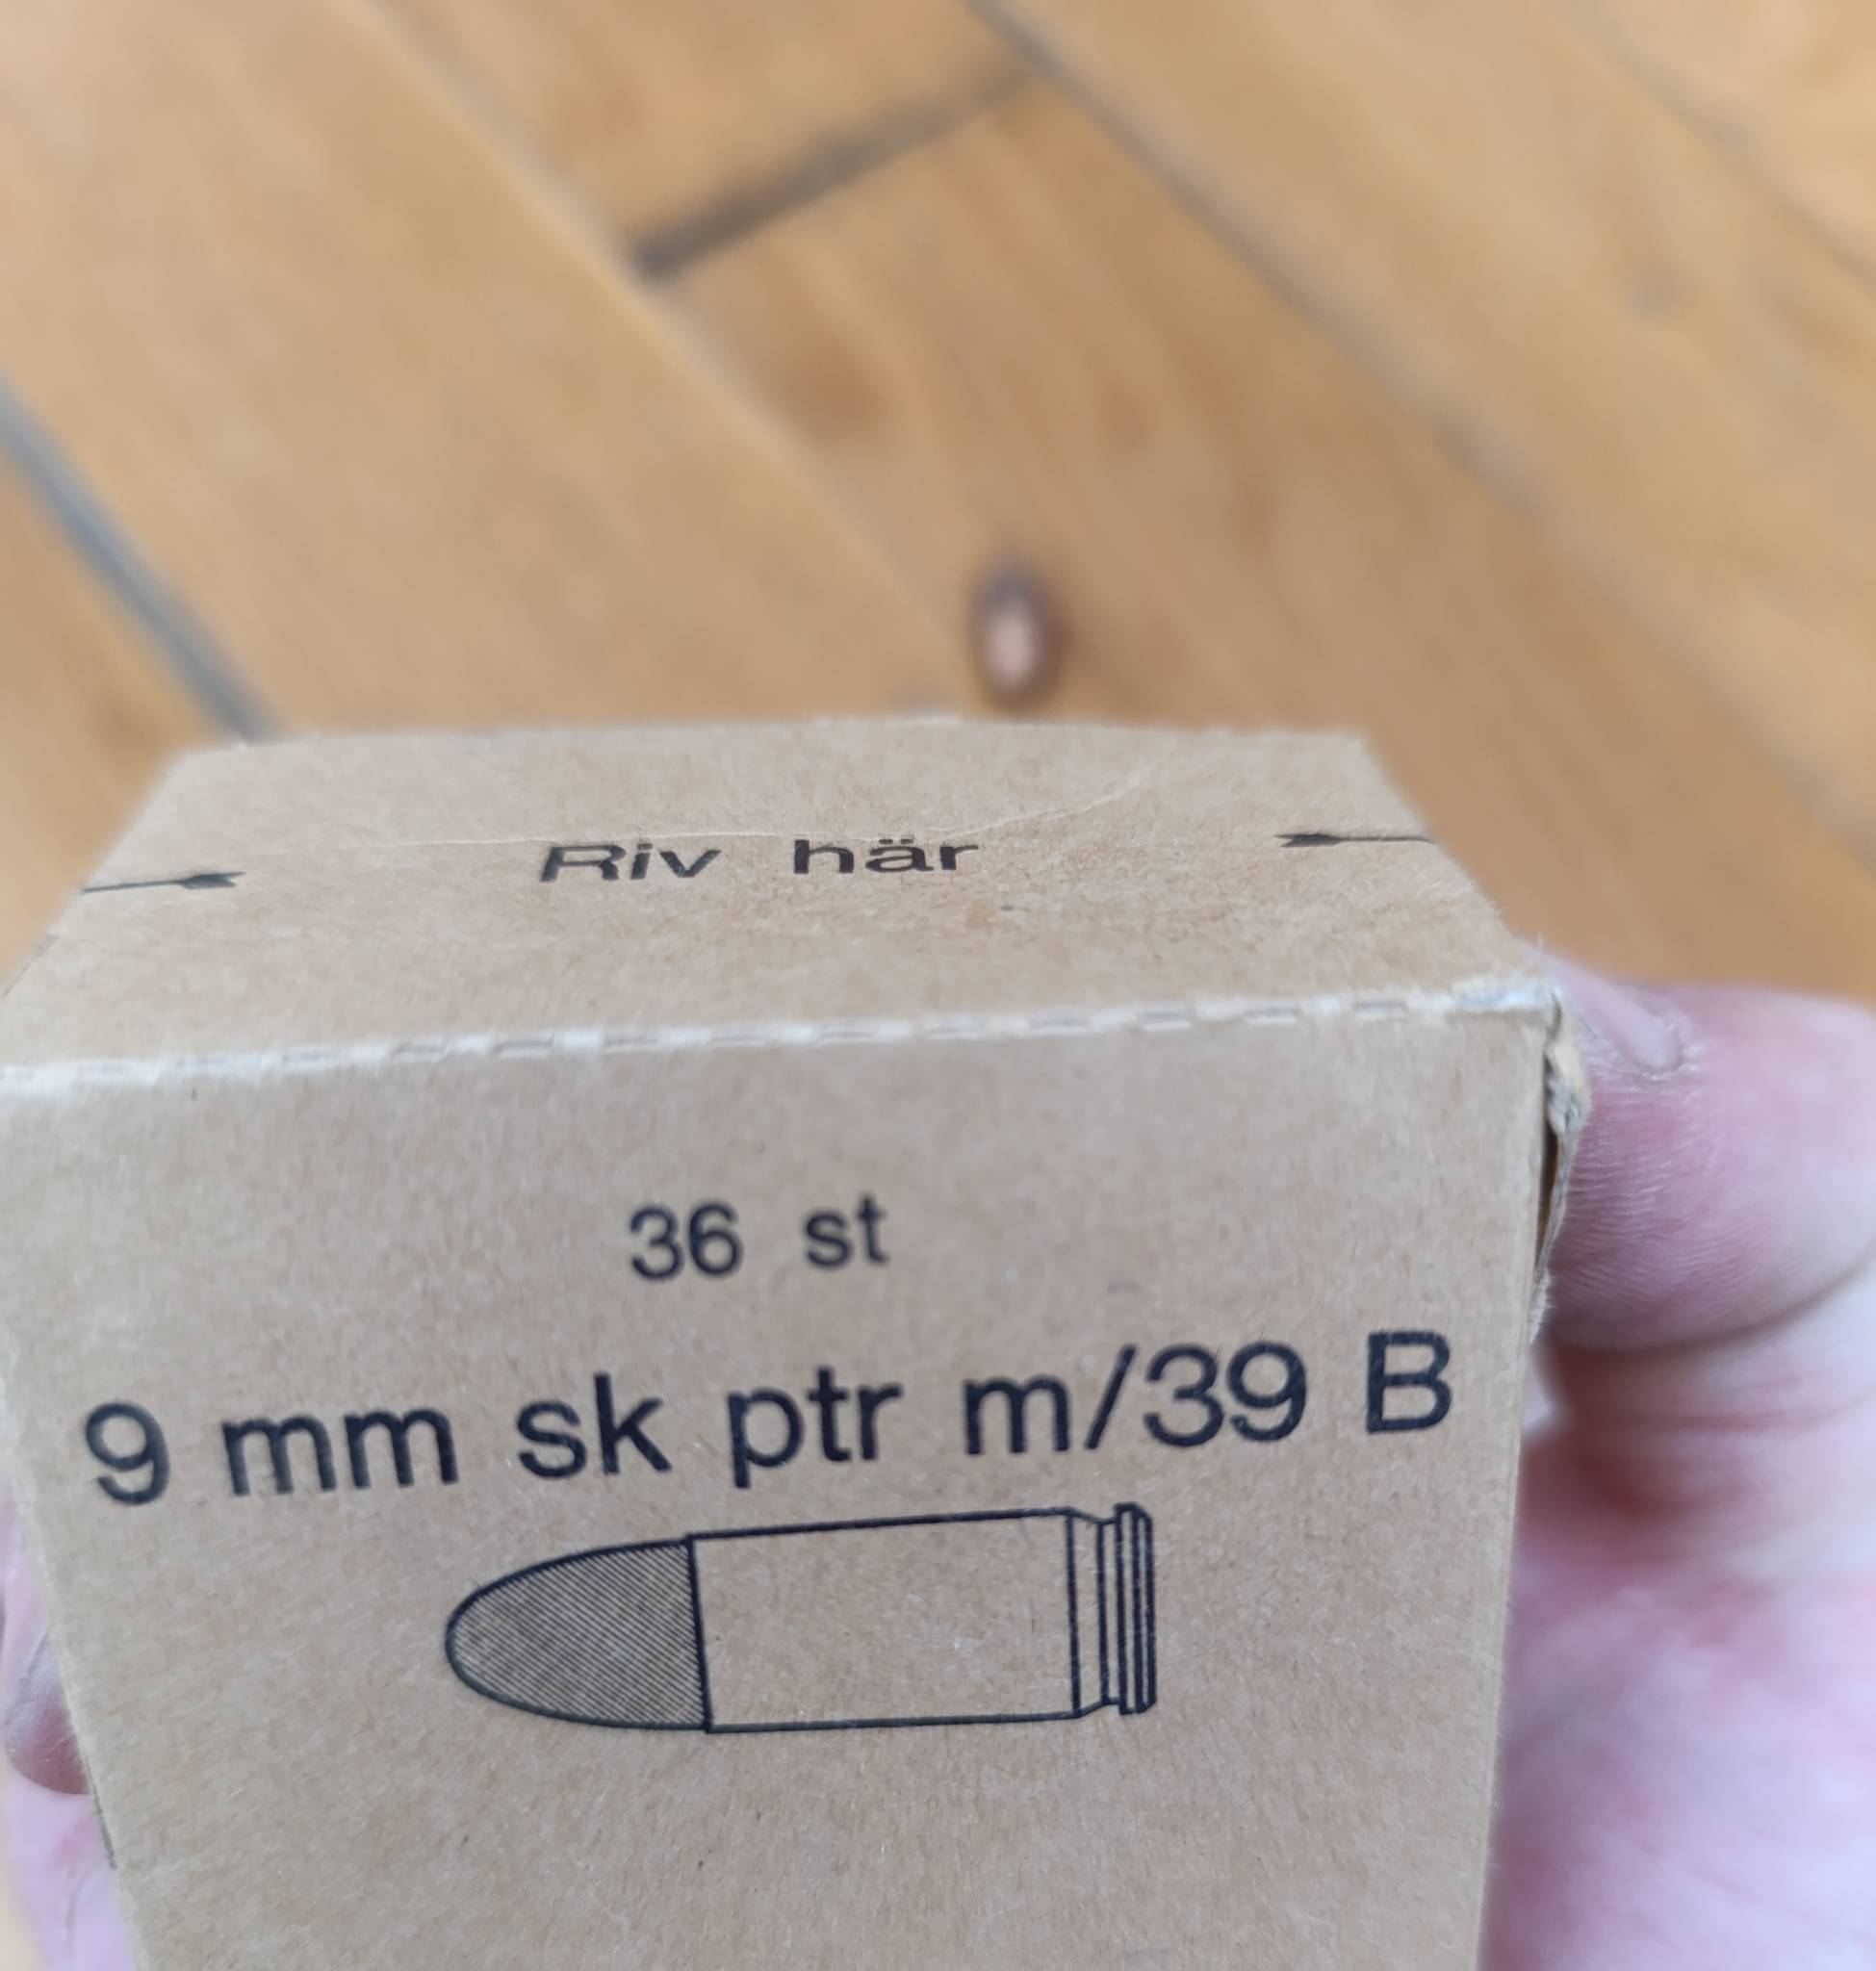 Riv här
36 st
9 mm sk ptr m/39 B